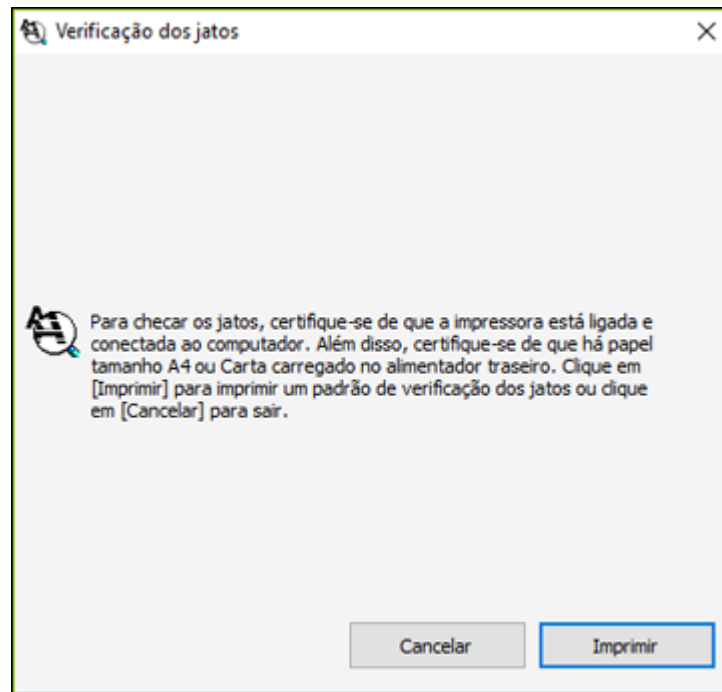 Verificação dos jatos
Para checar os jatos, certifique-se de que a impressora está ligada e
conectada ao computador. Além disso, certifique-se de que há papel
tamanho A4 ou Carta carregado no alimentador traseiro. Clique em
[Imprimir] para imprimir um padrão de verificação dos jatos ou clique
em [Cancelar] para sair.
Cancelar
Imprimir